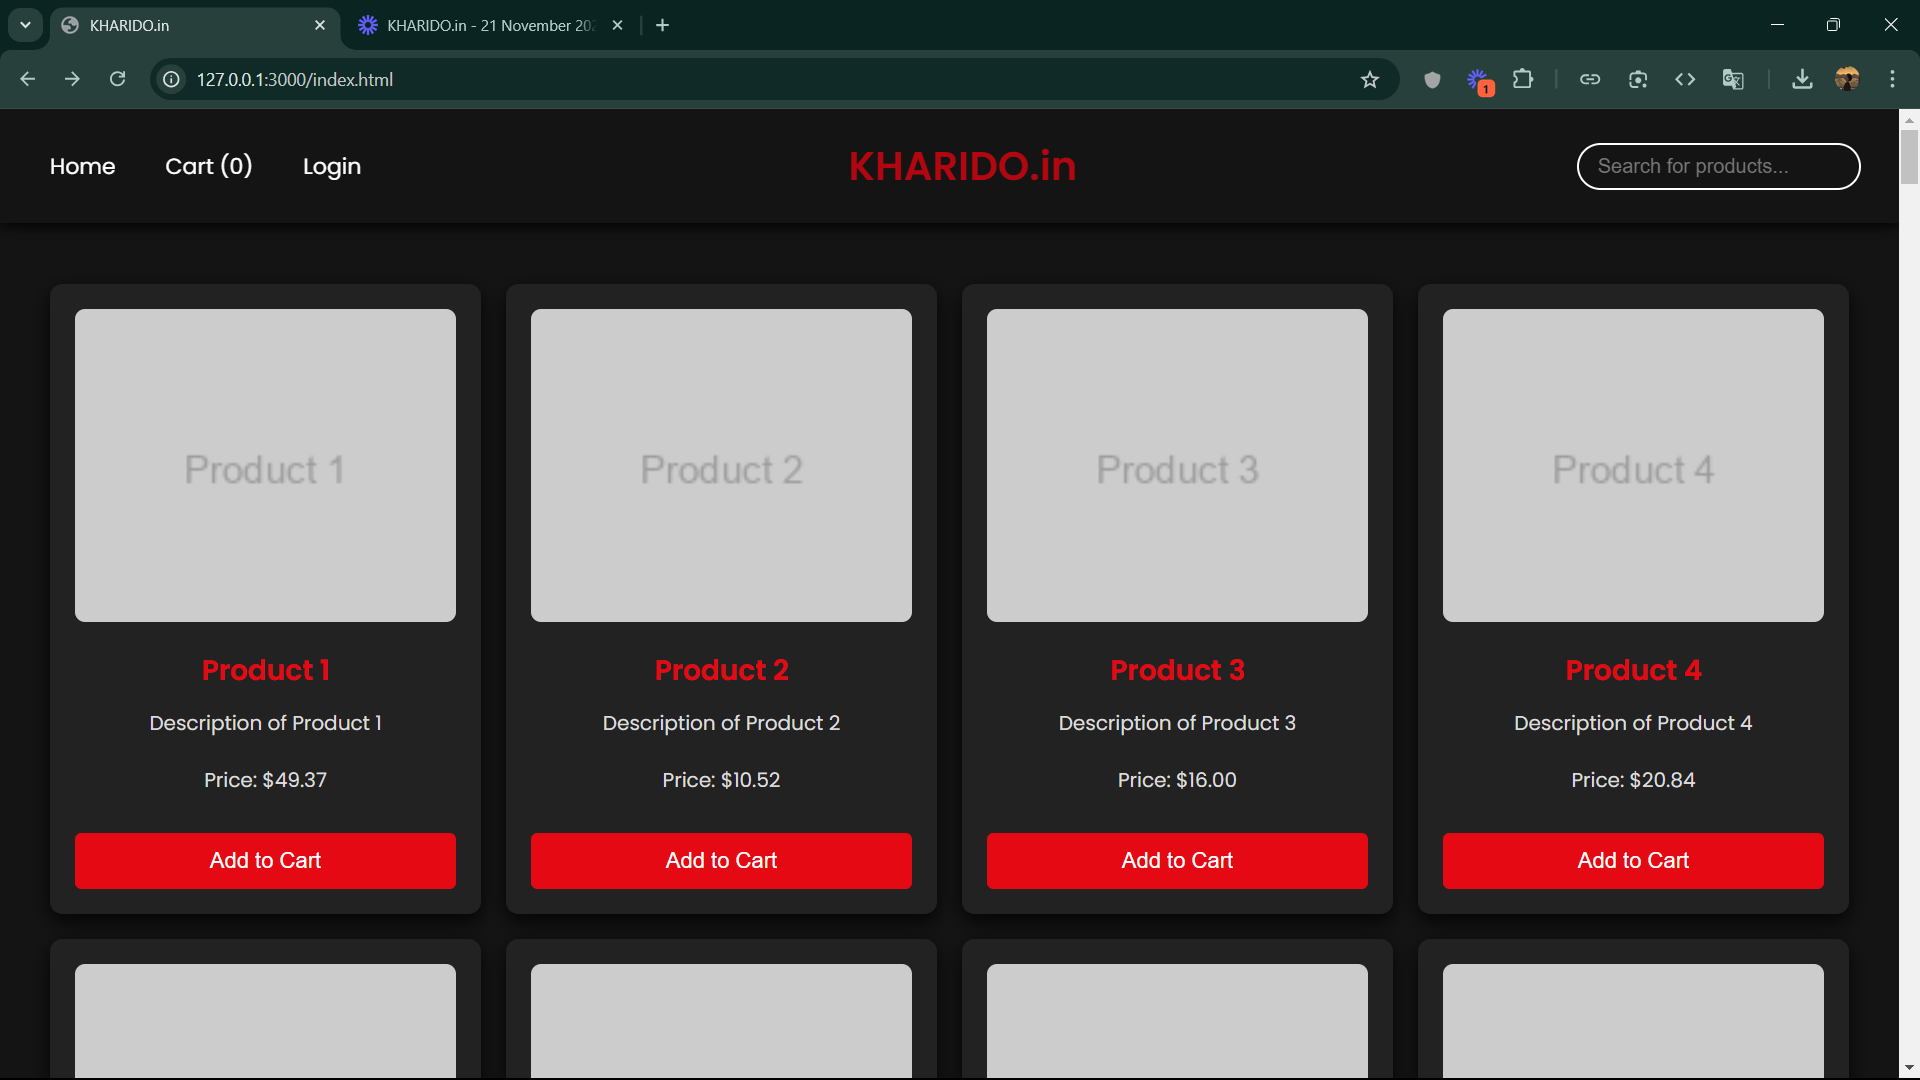 KHARIDO.in
KHARIDO.in - 21 November 202
127.0.0.1:3000/index.html
1
Home
Cart (0)
Login
KHARIDO.in
Search for products...
Product 1
Product 2
Product 3
Product 4
Product 1
Product 2
Product 3
Product 4
Description of Product 1
Description of Product 2
Description of Product 3
Description of Product 4
Price: $49.37
Price: $10.52
Price: $16.00
Price: $20.84
Add to Cart
Add to Cart
Add to Cart
Add to Cart